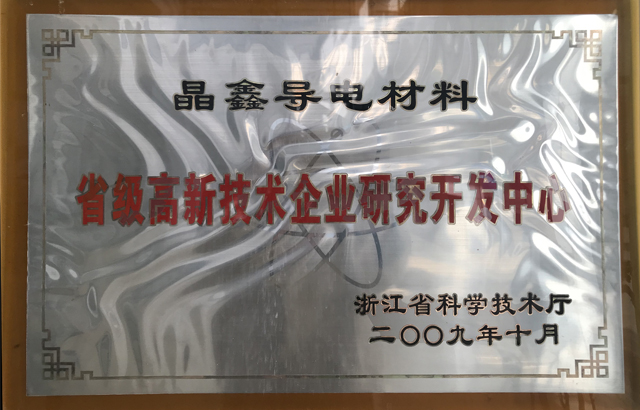 晶鑫导电材料
省级高新技术企业研究开发中心
浙江省科学技术厅
二〇〇九年十月